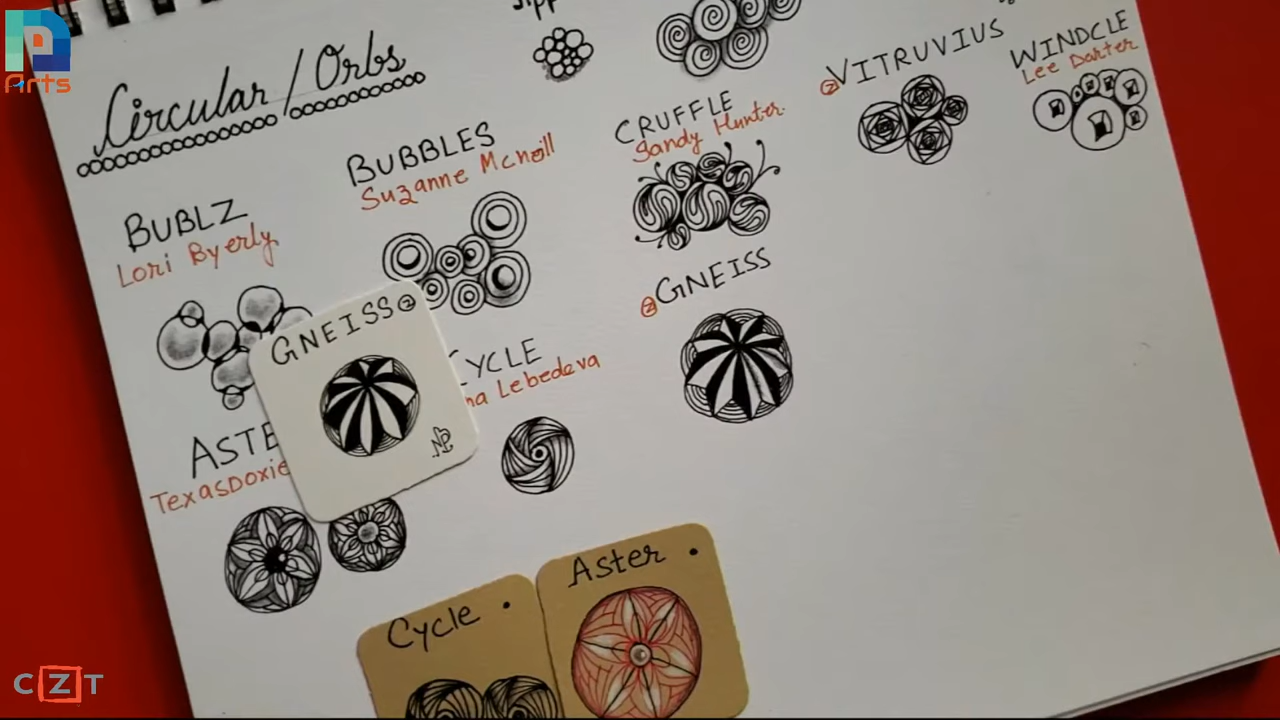 P
Arts
Circular / Orbs
VITRUVIUS
WINDCLE
Lee Darter
CRUFFLE
Sandy Hunter
BUBBLES
Suzanne Mcneill
BUBLZ
Lori Byerly
GNEISS
GNEISS
CYCLE
Lebedeva
ASTE
TexasDoxie
Aster
Cycle
CZT